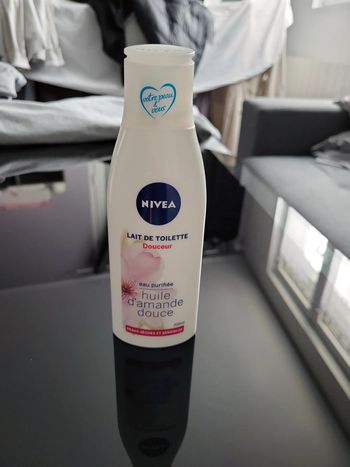 votre peau
& vous
NIVEA
LAIT DE TOILETTE
Douceur
eau purifiée
huile
d'amande
douce
PEAUX SÈCHES ET SENSIBLES